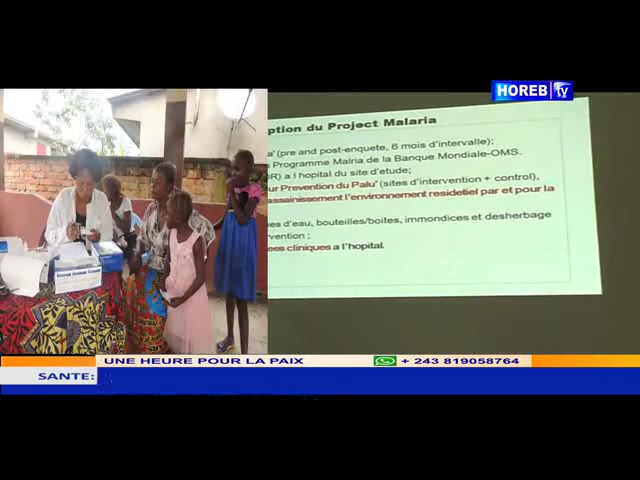 HOREB tv
ption du Project Malaria
a' (pre and post-enquete, 6 mois d'intervalle);
s Programme Malria de la Banque Mondiale-OMS.
R) a l hopital du site d'etude;
ur Prevention du Palu' (sites d'intervention + control),
assainissement l'environment residetiel par et pour la
es d'eau, bouteilles/boites, immondices et desherbage
vention ;
ees cliniques a l'hopital.
UNE HEURE POUR LA PAIX
+ 243 819058764
SANTE: